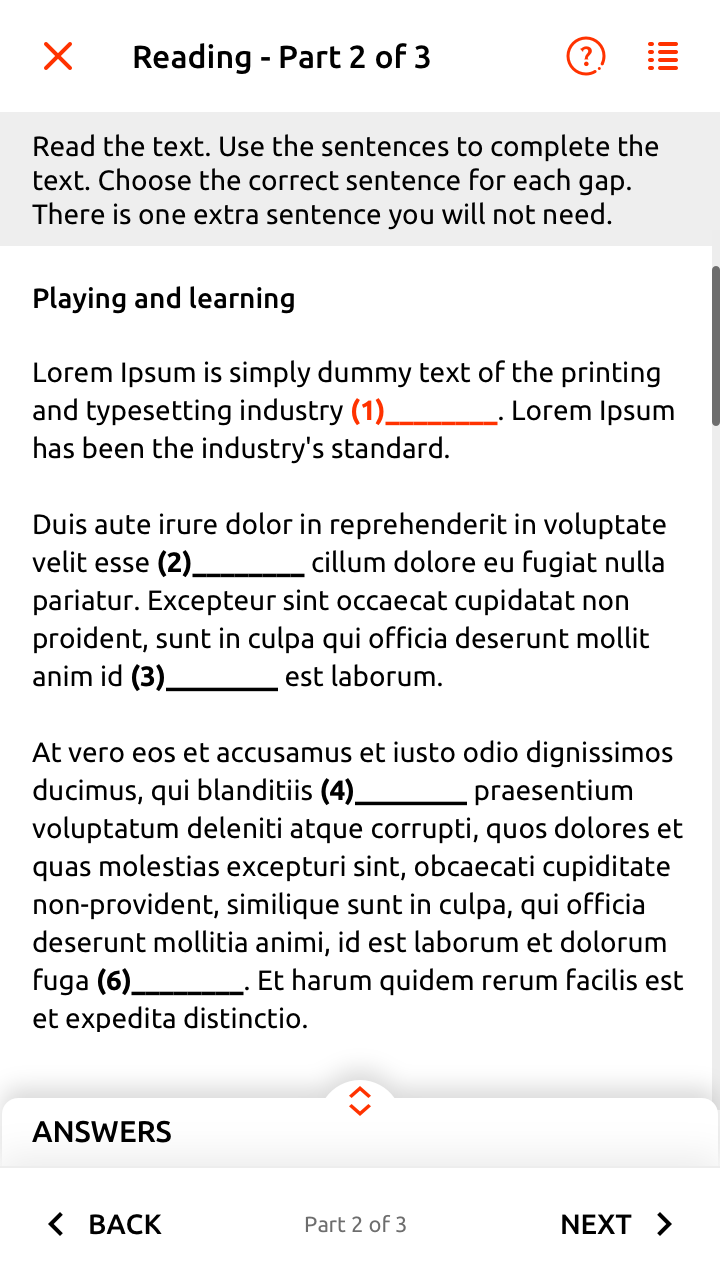 Reading - Part 2 of 3
?
Read the text. Use the sentences to complete the
text. Choose the correct sentence for each gap.
There is one extra sentence you will not need.
Playing and learning
Lorem Ipsum is simply dummy text of the printing
and typesetting industry (1)________. Lorem Ipsum
has been the industry's standard.
Duis aute irure dolor in reprehenderit in voluptate
velit esse (2)________ cillum dolore eu fugiat nulla
pariatur. Excepteur sint occaecat cupidatat non
proident, sunt in culpa qui officia deserunt mollit
anim id (3)________ est laborum.
At vero eos et accusamus et iusto odio dignissimos
ducimus, qui blanditiis (4)________ praesentium
voluptatum deleniti atque corrupti, quos dolores et
quas molestias excepturi sint, obcaecati cupiditate
non-provident, similique sunt in culpa, qui officia
deserunt mollitia animi, id est laborum et dolorum
fuga (6)________. Et harum quidem rerum facilis est
et expedita distinctio.
ANSWERS
BACK Part 2 of 3 NEXT